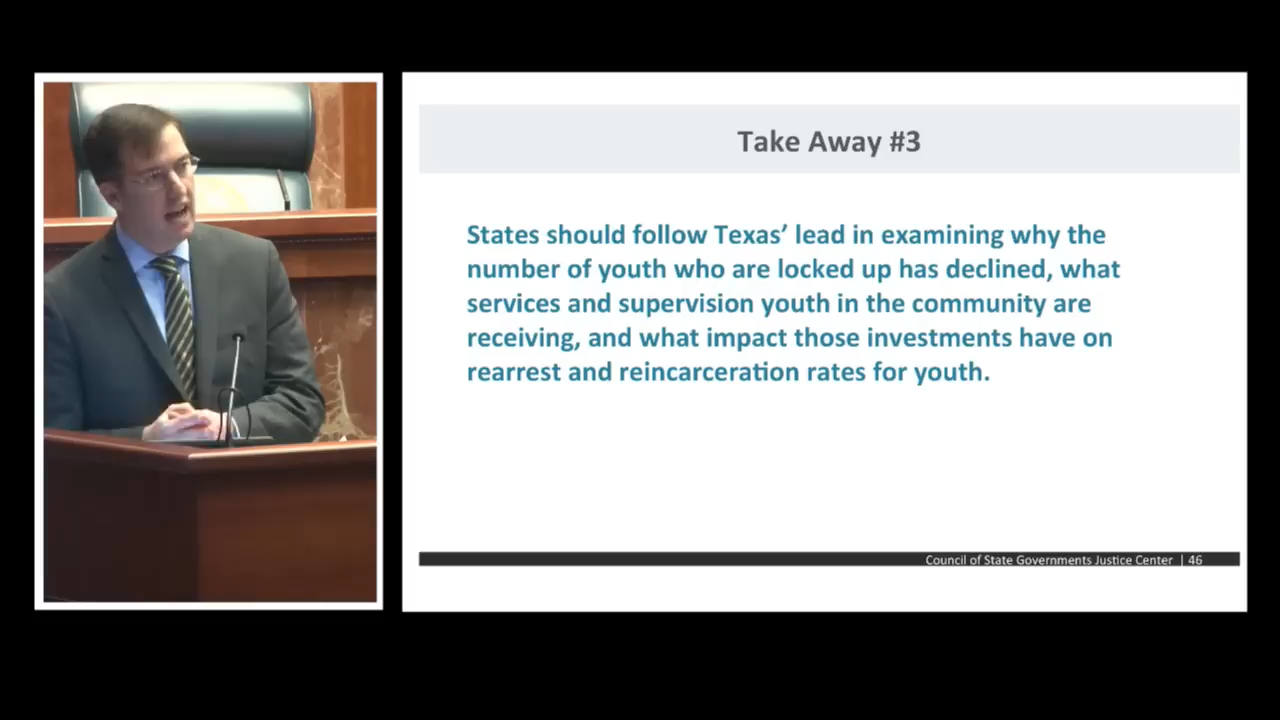 Take Away #3
States should follow Texas’ lead in examining why the
number of youth who are locked up has declined, what
services and supervision youth in the community are
receiving, and what impact those investments have on
rearrest and reincarceration rates for youth.
Council of State Governments Justice Center | 46